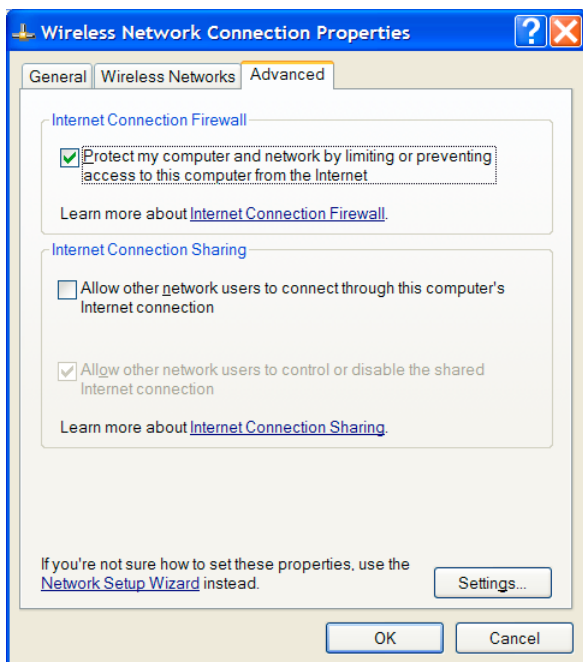 Wireless Network Connection Properties
General Wireless Networks Advanced
Internet Connection Firewall
Protect my computer and network by limiting or preventing
access to this computer from the Internet
Learn more about Internet Connection Firewall.
Internet Connection Sharing
Allow other network users to connect through this computer's
Internet connection
Allow other network users to control or disable the shared
Internet connection
Learn more about Internet Connection Sharing.
If you're not sure how to set these properties, use the
Network Setup Wizard instead.
Settings...
OK Cancel